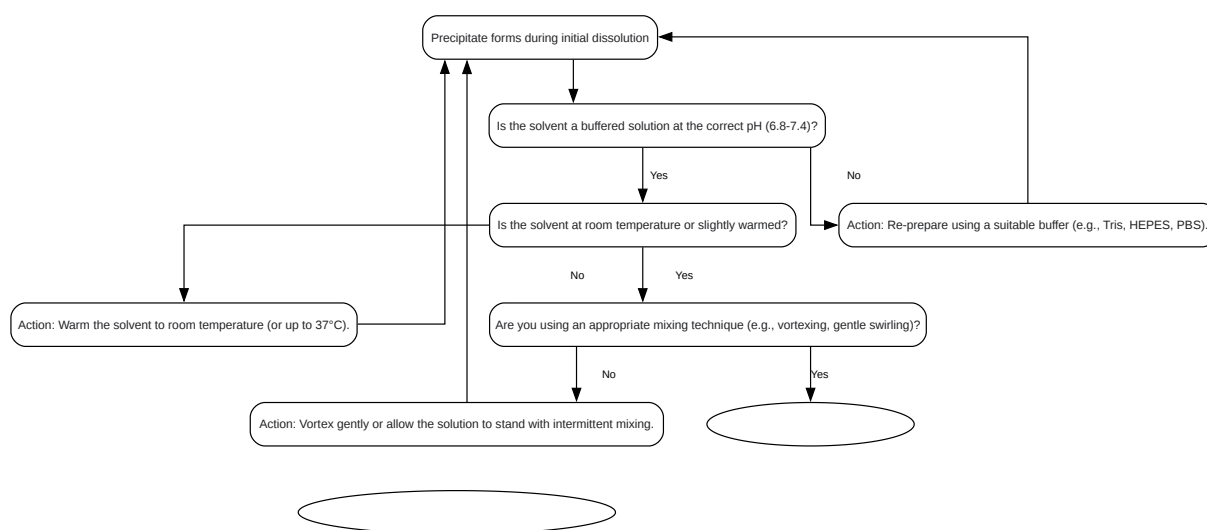 Precipitate forms during initial dissolution
Is the solvent a buffered solution at the correct pH (6.8-7.4)?
Yes
No
Is the solvent at room temperature or slightly warmed?
Action: Re-prepare using a suitable buffer (e.g., Tris, HEPES, PBS).
No
Yes
Action: Warm the solvent to room temperature (or up to 37°C).
Are you using an appropriate mixing technique (e.g., vortexing, gentle swirling)?
No
Yes
Action: Vortex gently or allow the solution to stand with intermittent mixing.